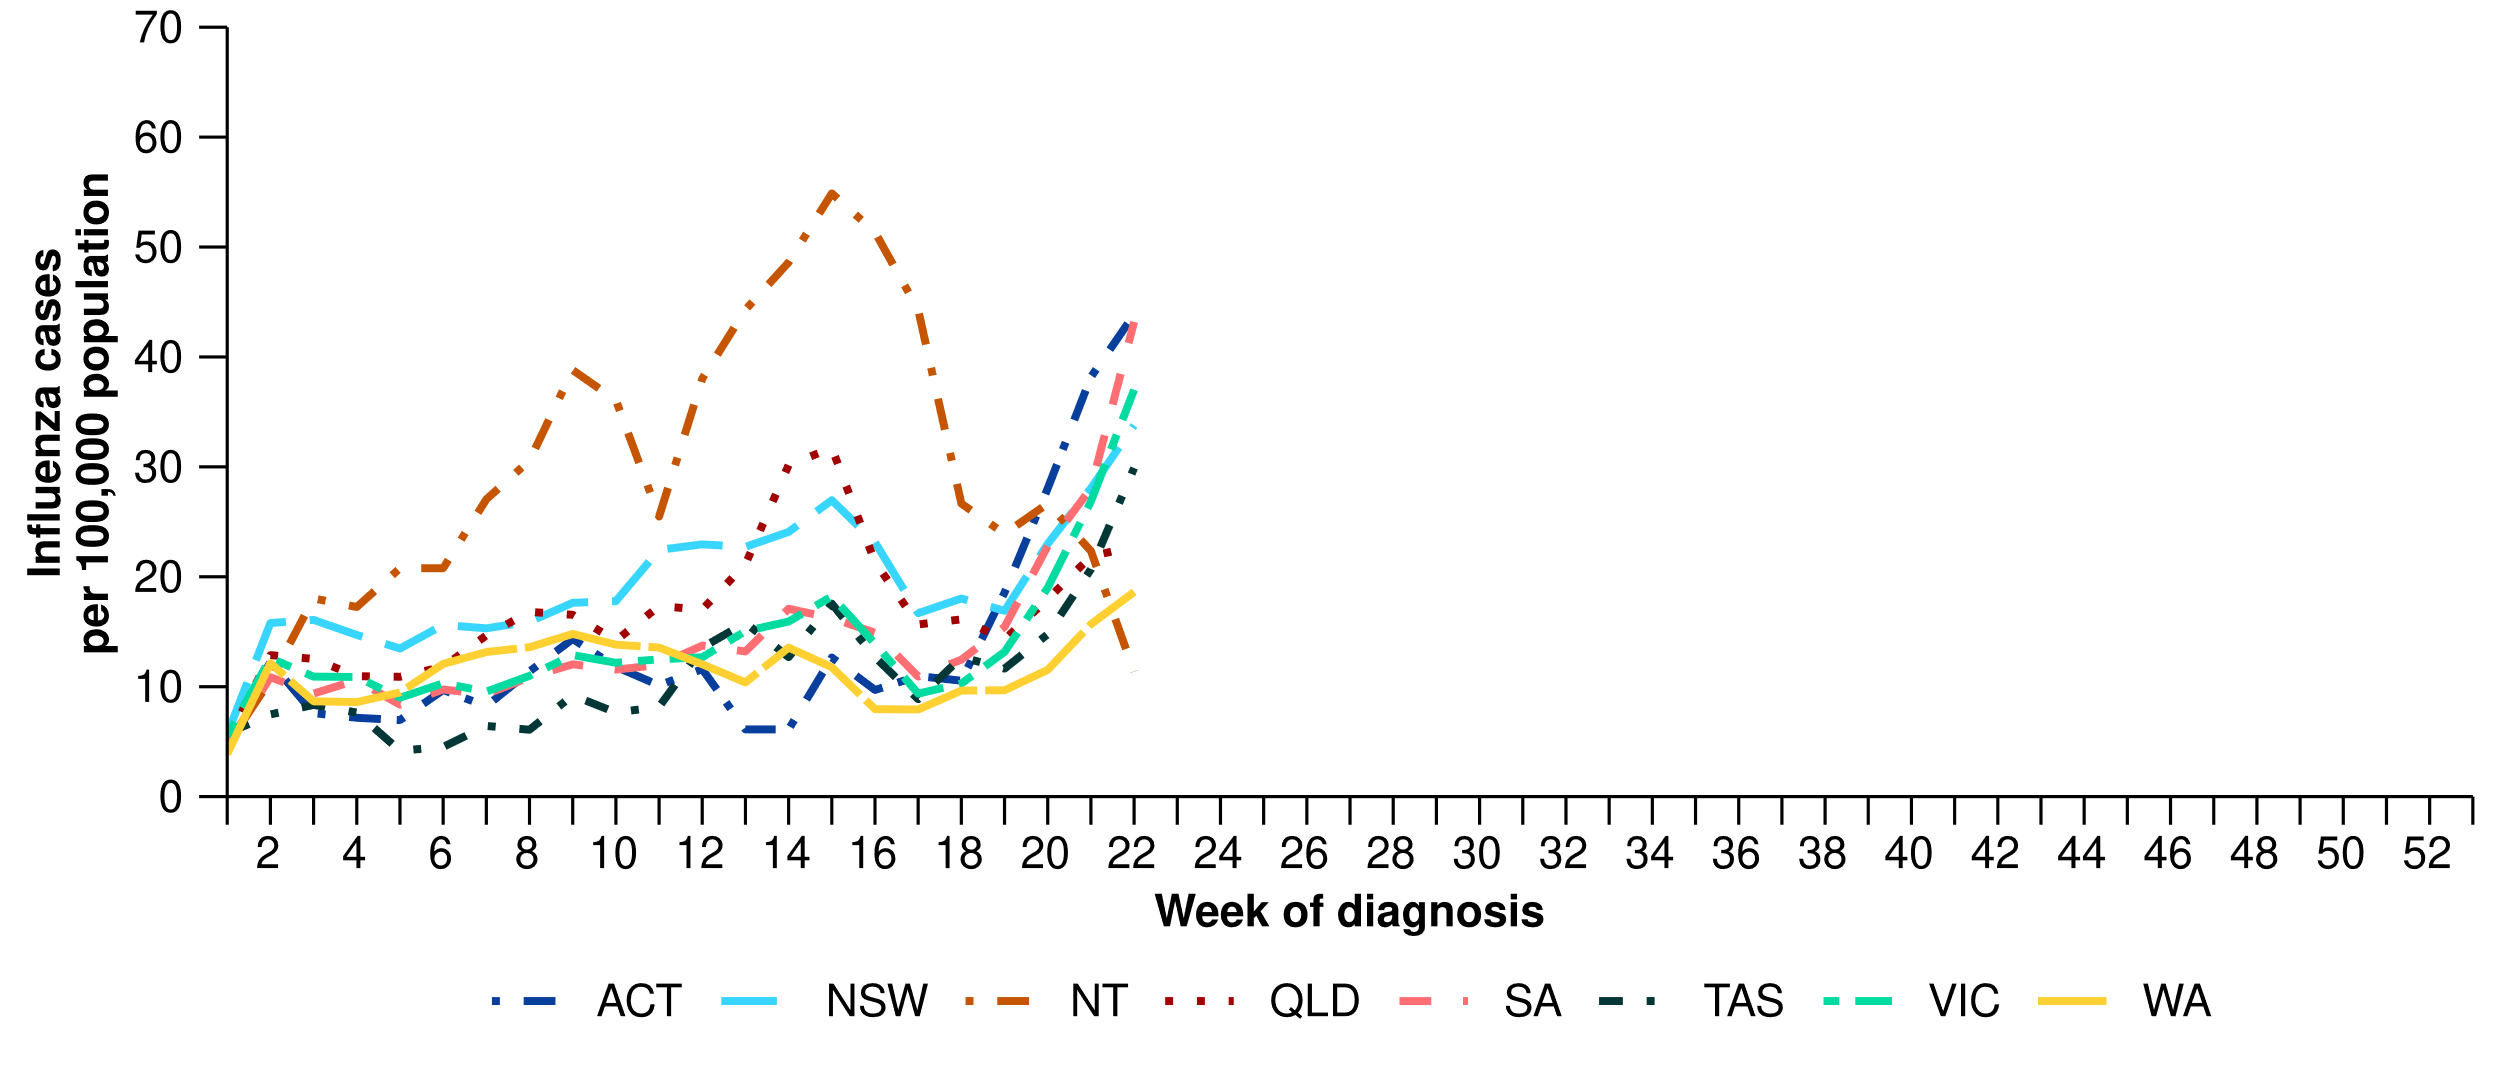 Influenza cases
per 100,000 population
70
60
50
40
30
20
10
0
2 4 6 8 10 12 14 16 18 20 22 24 26 28 30 32 34 36 38 40 42 44 46 48 50 52
Week of diagnosis
ACT NSW NT QLD SA TAS VIC WA